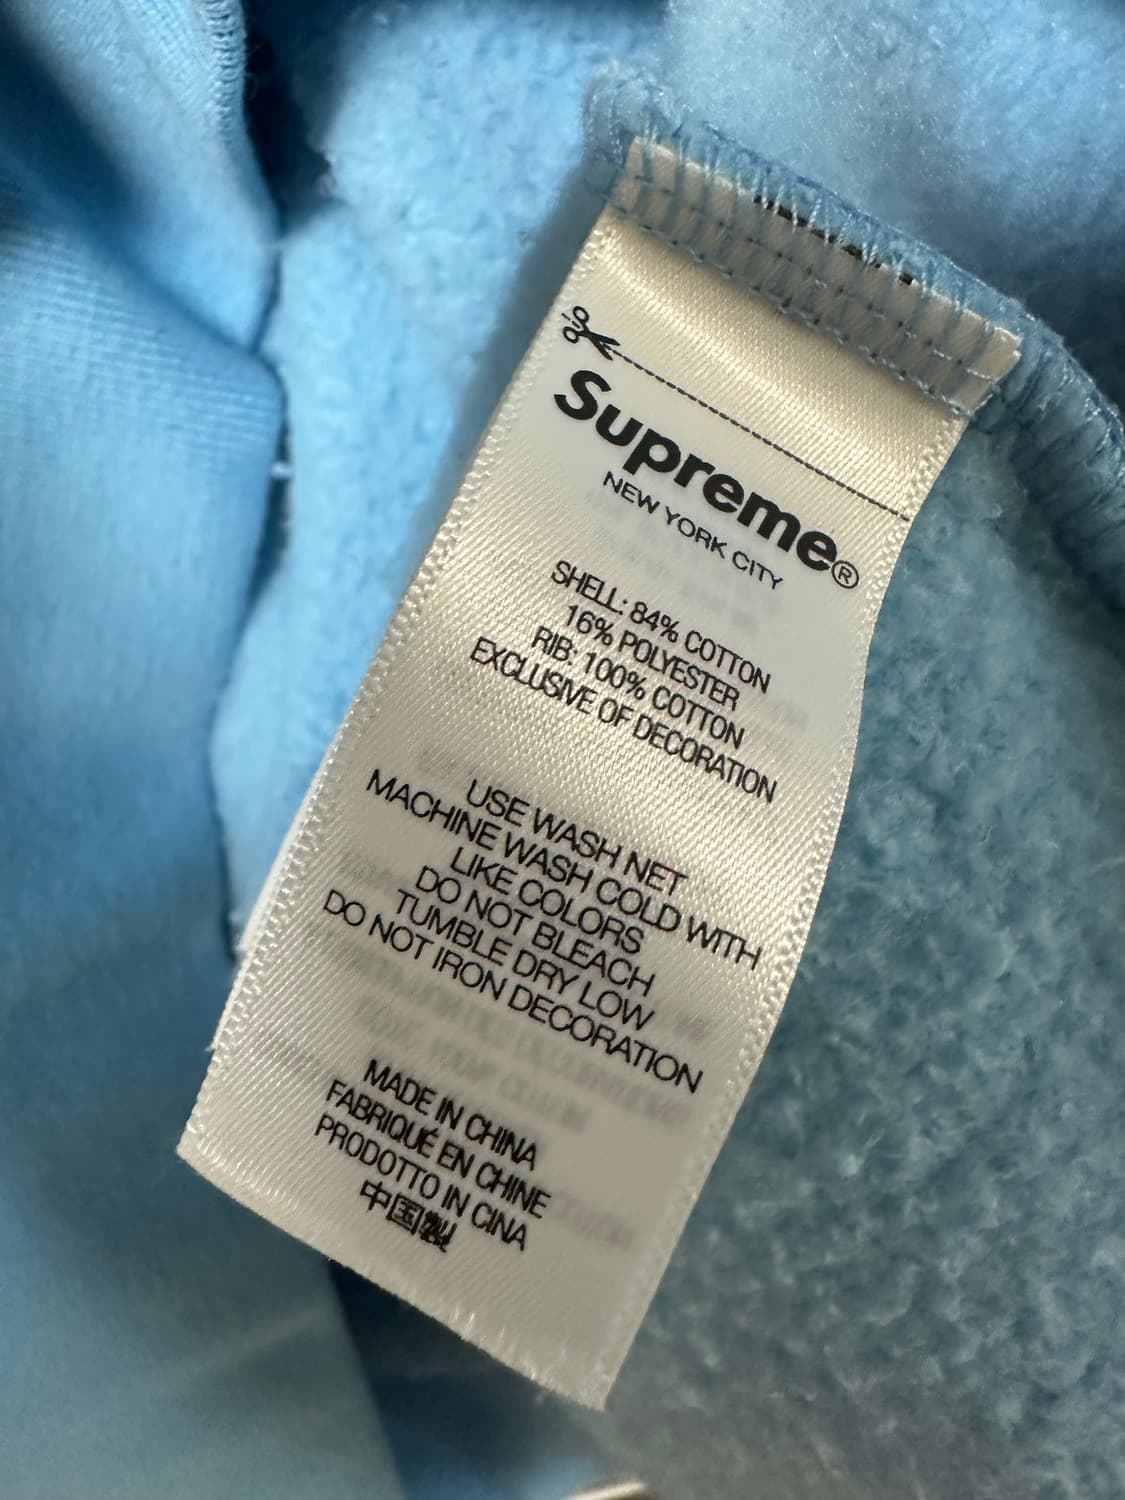 Supreme®
NEW YORK CITY
SHELL: 84% COTTON
16% POLYESTER
RIB: 100% COTTON
EXCLUSIVE OF DECORATION
USE WASH NET
MACHINE WASH COLD WITH
LIKE COLORS
DO NOT BLEACH
TUMBLE DRY LOW
DO NOT IRON DECORATION
MADE IN CHINA
FABRIQUÉ EN CHINE
PRODOTTO IN CINA
中国製